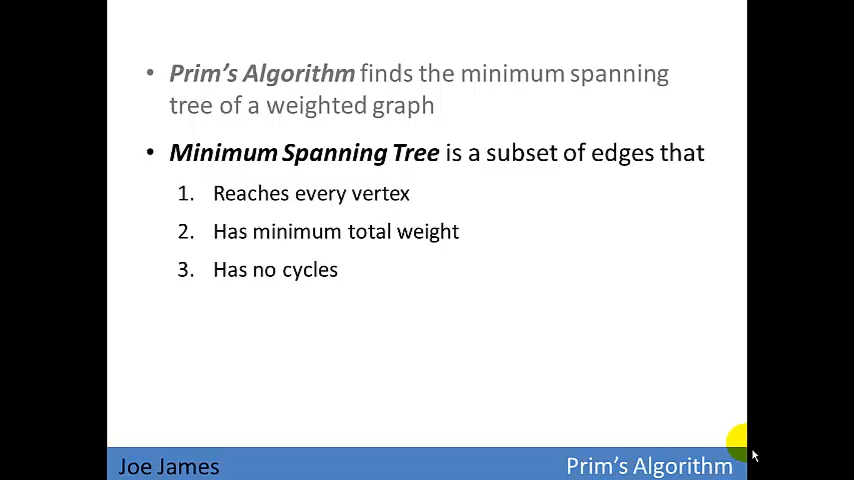 • Prim's Algorithm finds the minimum spanning
tree of a weighted graph
• Minimum Spanning Tree is a subset of edges that
1. Reaches every vertex
2. Has minimum total weight
3. Has no cycles
Joe James
Prim's Algorithm